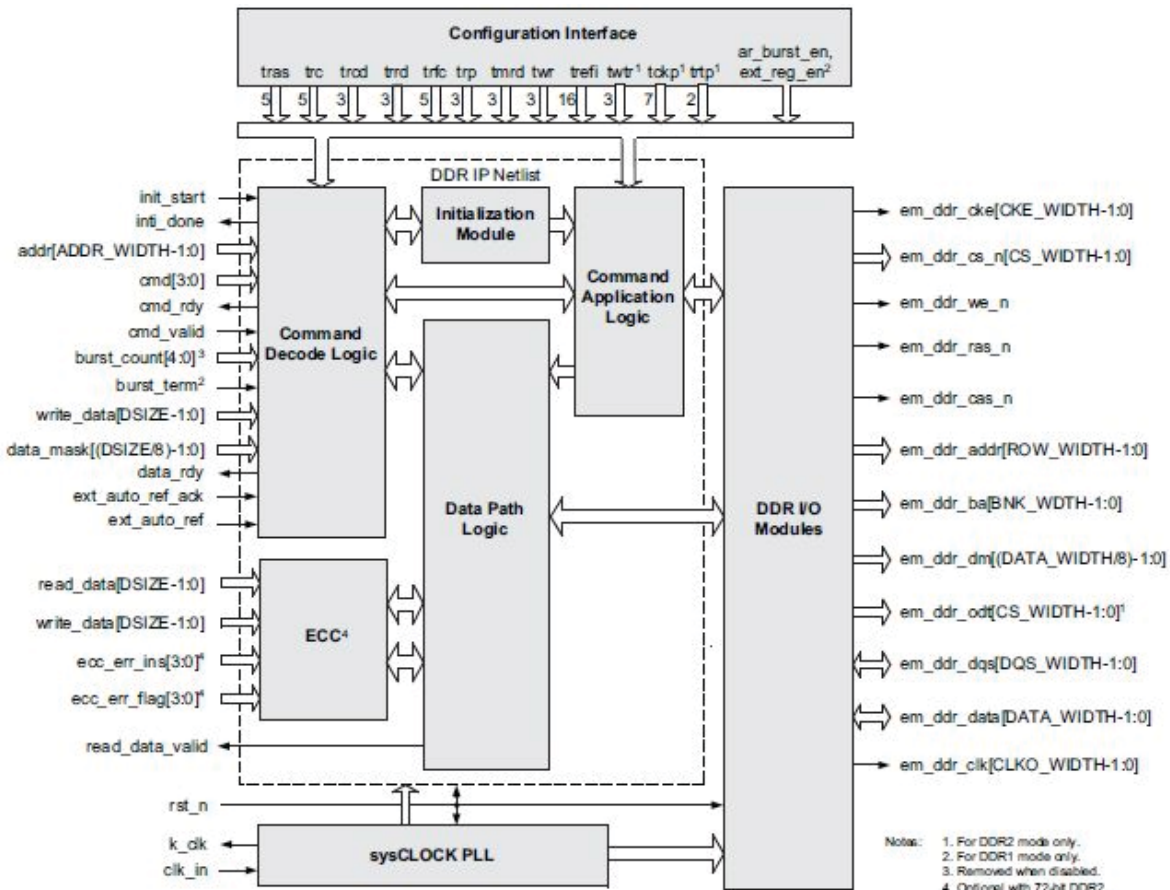 Configuration Interface
tras trc trcd trrd trfc trp tmrd twr trefi twtr¹ tckp¹ trtp¹
ar_burst_en,
ext_reg_en²
5 5 3 3 5 3 3 3 16 3 7 2
DDR IP Netlist
init_start
inti_done
addr[ADDR_WIDTH-1:0]
cmd[3:0]
cmd_rdy
cmd_valid
burst_count[4:0]³
burst_term²
write_data[DSIZE-1:0]
data_mask[(DSIZE/8)-1:0]
data_rdy
ext_auto_ref_ack
ext_auto_ref
read_data[DSIZE-1:0]
write_data[DSIZE-1:0]
ecc_err_ins[3:0]⁴
ecc_err_flag[3:0]⁴
read_data_valid
rst_n
k_clk
clk_in
Command
Decode Logic
Initialization
Module
Command
Application
Logic
Data Path
Logic
ECC⁴
sysCLOCK PLL
DDR I/O
Modules
em_ddr_cke[CKE_WIDTH-1:0]
em_ddr_cs_n[CS_WIDTH-1:0]
em_ddr_we_n
em_ddr_ras_n
em_ddr_cas_n
em_ddr_addr[ROW_WIDTH-1:0]
em_ddr_ba[BNK_WDTH-1:0]
em_ddr_dm[(DATA_WIDTH/8)-1:0]
em_ddr_odt[CS_WIDTH-1:0]¹
em_ddr_dqs[DQS_WIDTH-1:0]
em_ddr_data[DATA_WIDTH-1:0]
em_ddr_clk[CLKO_WIDTH-1:0]
Notes: 1. For DDR2 mode only.
2. For DDR1 mode only.
3. Removed when disabled.
4. Optional with 72-bit DDR2